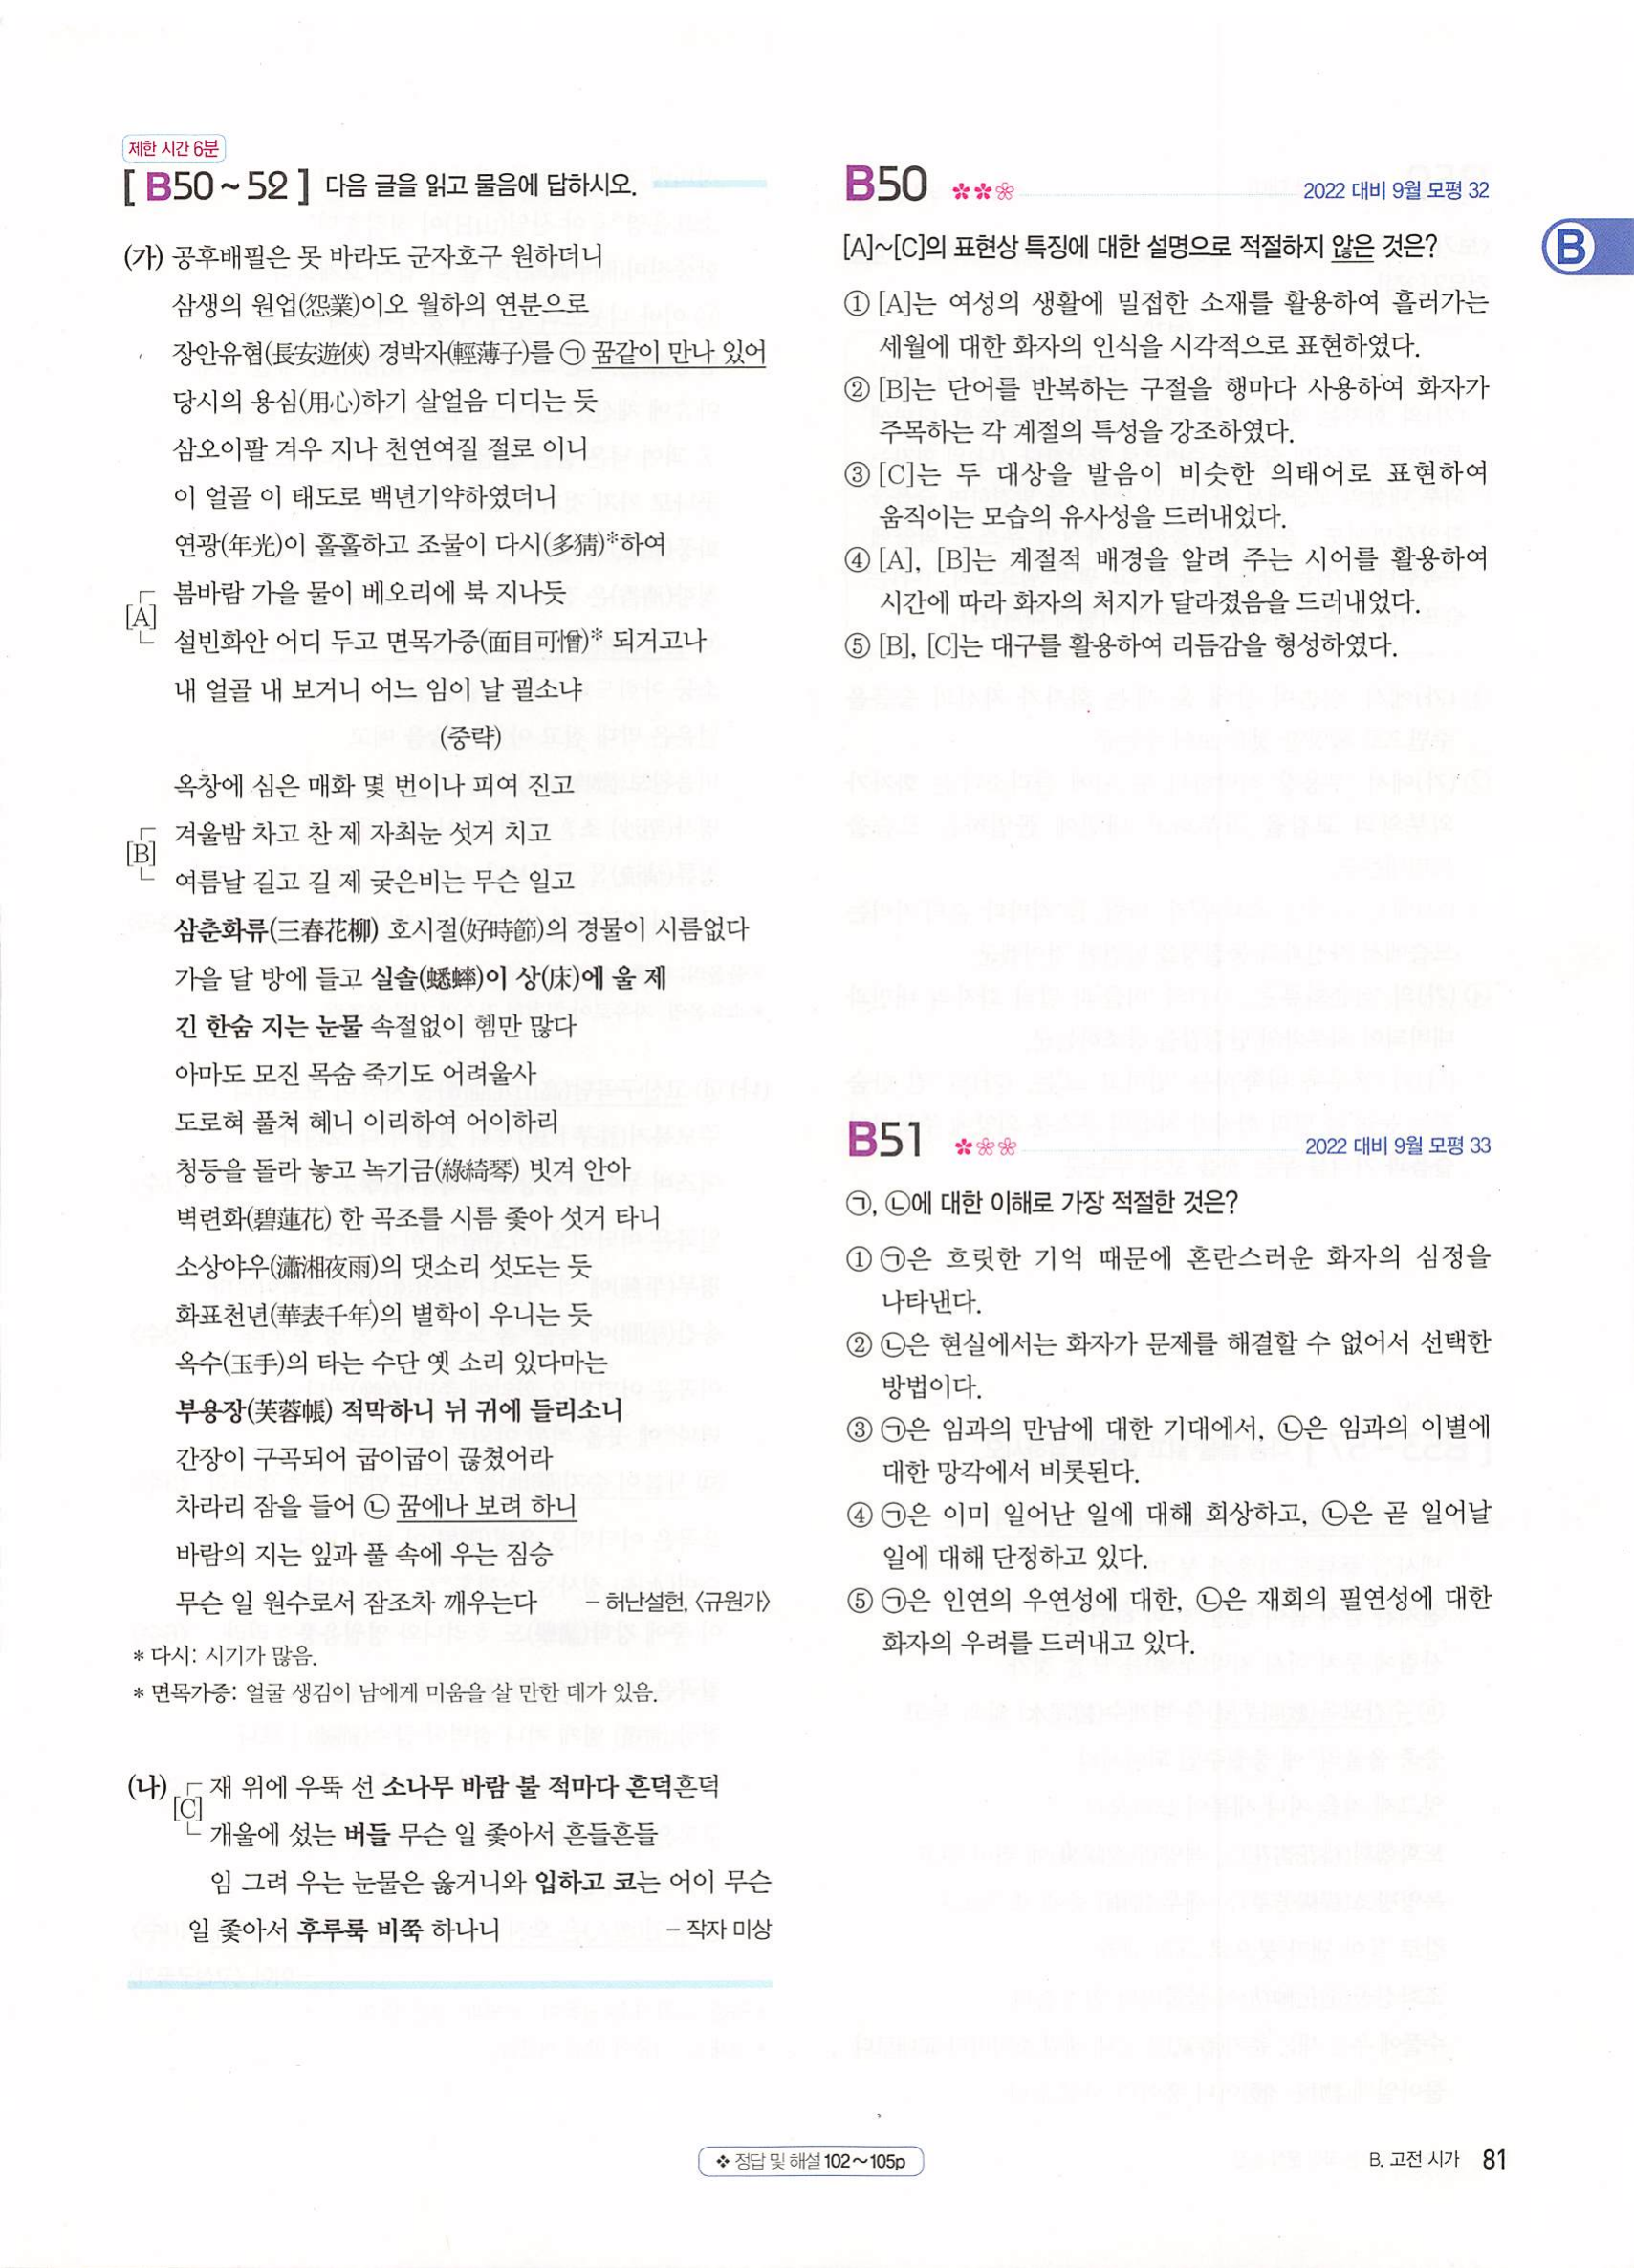 제한 시간 6분
[ B50~52 ] 다음 글을 읽고 물음에 답하시오.
(가) 공후배필은 못 바라도 군자호구 원하더니
삼생의 원업(怨業)이오 월하의 연분으로
장안유협(長安遊俠) 경박자(輕薄子)를 ㉠ 꿈같이 만나 있어
당시의 용심(用心)하기 살얼음 디디는 듯
삼오이팔 겨우 지나 천연여질 절로 이니
이 얼골 이 태도로 백년기약하였더니
연광(年光)이 훌훌하고 조물이 다시(多猜)*하여
[A]
봄바람 가을 물이 베오리에 북 지나듯
설빈화안 어디 두고 면목가증(面目可憎)* 되거고나
내 얼골 내 보거니 어느 임이 날 괼소냐
(중략)
옥창에 심은 매화 몇 번이나 피여 진고
[B]
겨울밤 차고 찬 제 자최눈 섯거 치고
여름날 길고 길 제 궂은비는 무슨 일고
삼춘화류(三春花柳) 호시절(好時節)의 경물이 시름없다
가을 달 방에 들고 실솔(蟋蟀)이 상(床)에 울 제
긴 한숨 지는 눈물 속절없이 헴만 많다
아마도 모진 목숨 죽기도 어려울사
도로혀 풀쳐 헤니 이리하여 어이하리
청등을 돌라 놓고 녹기금(綠綺琴) 빗겨 안아
벽련화(碧蓮花) 한 곡조를 시름 좇아 섯거 타니
소상야우(瀟湘夜雨)의 댓소리 섯도는 듯
화표천년(華表千年)의 별학이 우니는 듯
옥수(玉手)의 타는 수단 옛 소리 있다마는
부용장(芙蓉帳) 적막하니 뉘 귀에 들리소니
간장이 구곡되어 굽이굽이 끊쳤어라
차라리 잠을 들어 ㉡ 꿈에나 보려 하니
바람의 지는 잎과 풀 속에 우는 짐승
무슨 일 원수로서 잠조차 깨우는다 – 허난설헌, 〈규원가〉
* 다시: 시기가 많음.
* 면목가증: 얼굴 생김이 남에게 미움을 살 만한 데가 있음.
(나) 재 위에 우뚝 선 소나무 바람 불 적마다 흔덕흔덕
[C]
개울에 섰는 버들 무슨 일 좇아서 흔들흔들
임 그려 우는 눈물은 옳거니와 입하고 코는 어이 무슨
일 좇아서 후루룩 비쭉 하나니 – 작자 미상
B50 2022 대비 9월 모평 32
[A]~[C]의 표현상 특징에 대한 설명으로 적절하지 않은 것은?
① [A]는 여성의 생활에 밀접한 소재를 활용하여 흘러가는
세월에 대한 화자의 인식을 시각적으로 표현하였다.
② [B]는 단어를 반복하는 구절을 행마다 사용하여 화자가
주목하는 각 계절의 특성을 강조하였다.
③ [C]는 두 대상을 발음이 비슷한 의태어로 표현하여
움직이는 모습의 유사성을 드러내었다.
④ [A], [B]는 계절적 배경을 알려 주는 시어를 활용하여
시간에 따라 화자의 처지가 달라졌음을 드러내었다.
⑤ [B], [C]는 대구를 활용하여 리듬감을 형성하였다.
B51 2022 대비 9월 모평 33
㉠, ㉡에 대한 이해로 가장 적절한 것은?
① ㉠은 흐릿한 기억 때문에 혼란스러운 화자의 심정을
나타낸다.
② ㉡은 현실에서는 화자가 문제를 해결할 수 없어서 선택한
방법이다.
③ ㉠은 임과의 만남에 대한 기대에서, ㉡은 임과의 이별에
대한 망각에서 비롯된다.
④ ㉠은 이미 일어난 일에 대해 회상하고, ㉡은 곧 일어날
일에 대해 단정하고 있다.
⑤ ㉠은 인연의 우연성에 대한, ㉡은 재회의 필연성에 대한
화자의 우려를 드러내고 있다.
B
❖ 정답 및 해설 102~105p
B. 고전 시가 81